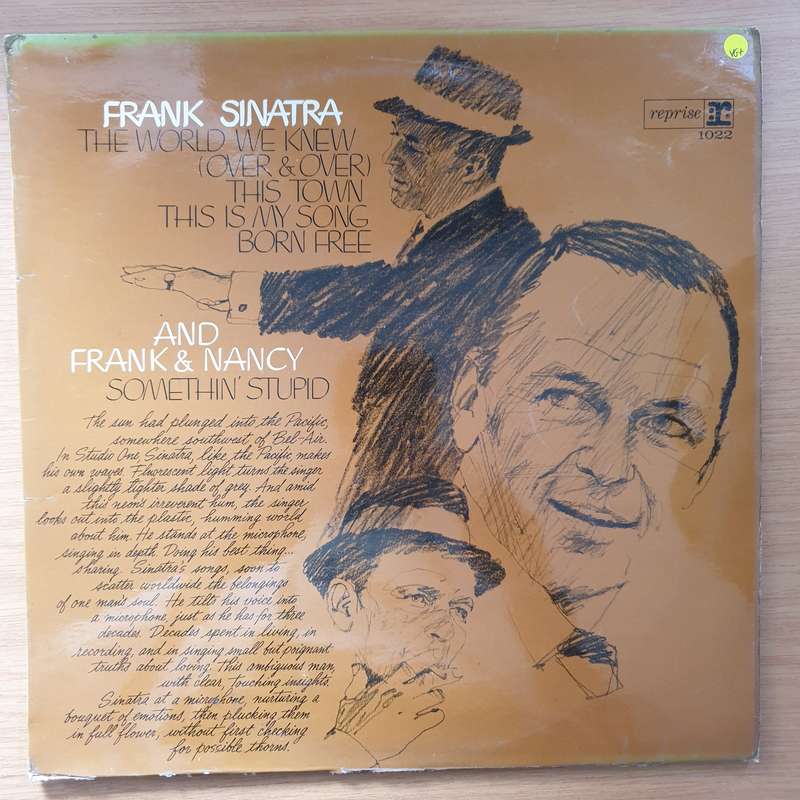 VG+
reprise
1022
FRANK SINATRA
THE WORLD WE KNEW
(OVER & OVER)
THIS TOWN
THIS IS MY SONG
BORN FREE
AND
FRANK & NANCY
SOMETHIN' STUPID
The sun had plunged into the Pacific,
somewhere southwest of Bel-Air.
In Studio One Sinatra, like the Pacific, makes
his own waves. Fluorescent light turns the singer
a slightly tighter shade of grey. And amid
this neon's irreverent hum, the singer
looks out into the plastic, humming world
about him. He stands at the microphone,
singing in depth. Doing his best thing...
sharing. Sinatra's songs, soon to
scatter worldwide the belongings
of one man's soul. He tilts his voice into
a microphone, just as he has for three
decades. Decades spent in living, in
recording, and in singing small but poignant
truths about loving. This ambiguous man,
with clear, touching insights.
Sinatra at a microphone, nurturing a
bouquet of emotions, then plucking them
in full flower, without first checking
for possible thorns.